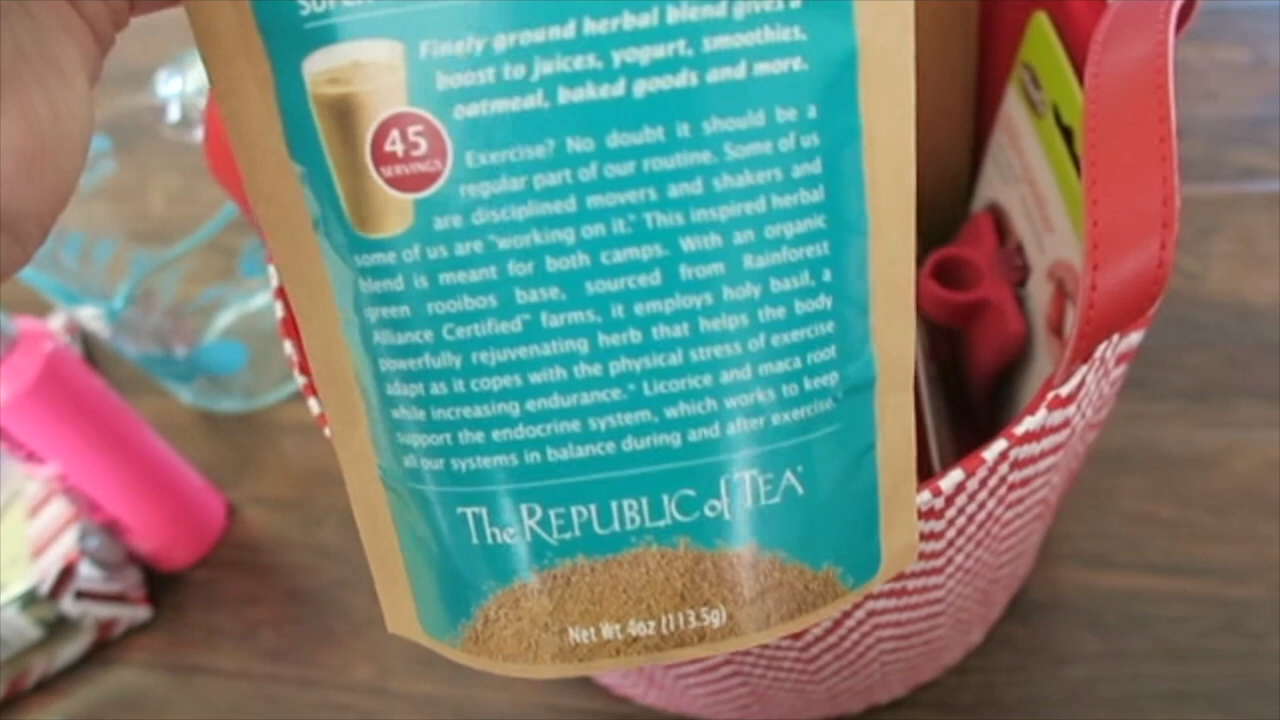 Finely ground herbal blend gives a
boost to juices, yogurt, smoothies,
oatmeal, baked goods and more.
45
SERVINGS
Exercise? No doubt it should be a
regular part of our routine. Some of us
are disciplined movers and shakers and
some of us are "working on it." This inspired herbal
blend is meant for both camps. With an organic
green rooibos base, sourced from Rainforest
Alliance Certified™ farms, it employs holy basil, a
powerfully rejuvenating herb that helps the body
adapt as it copes with the physical stress of exercise
while increasing endurance.* Licorice and maca root
support the endocrine system, which works to keep
all our systems in balance during and after exercise.*
The REPUBLIC of TEA®
Net Wt 4oz (113.5g)